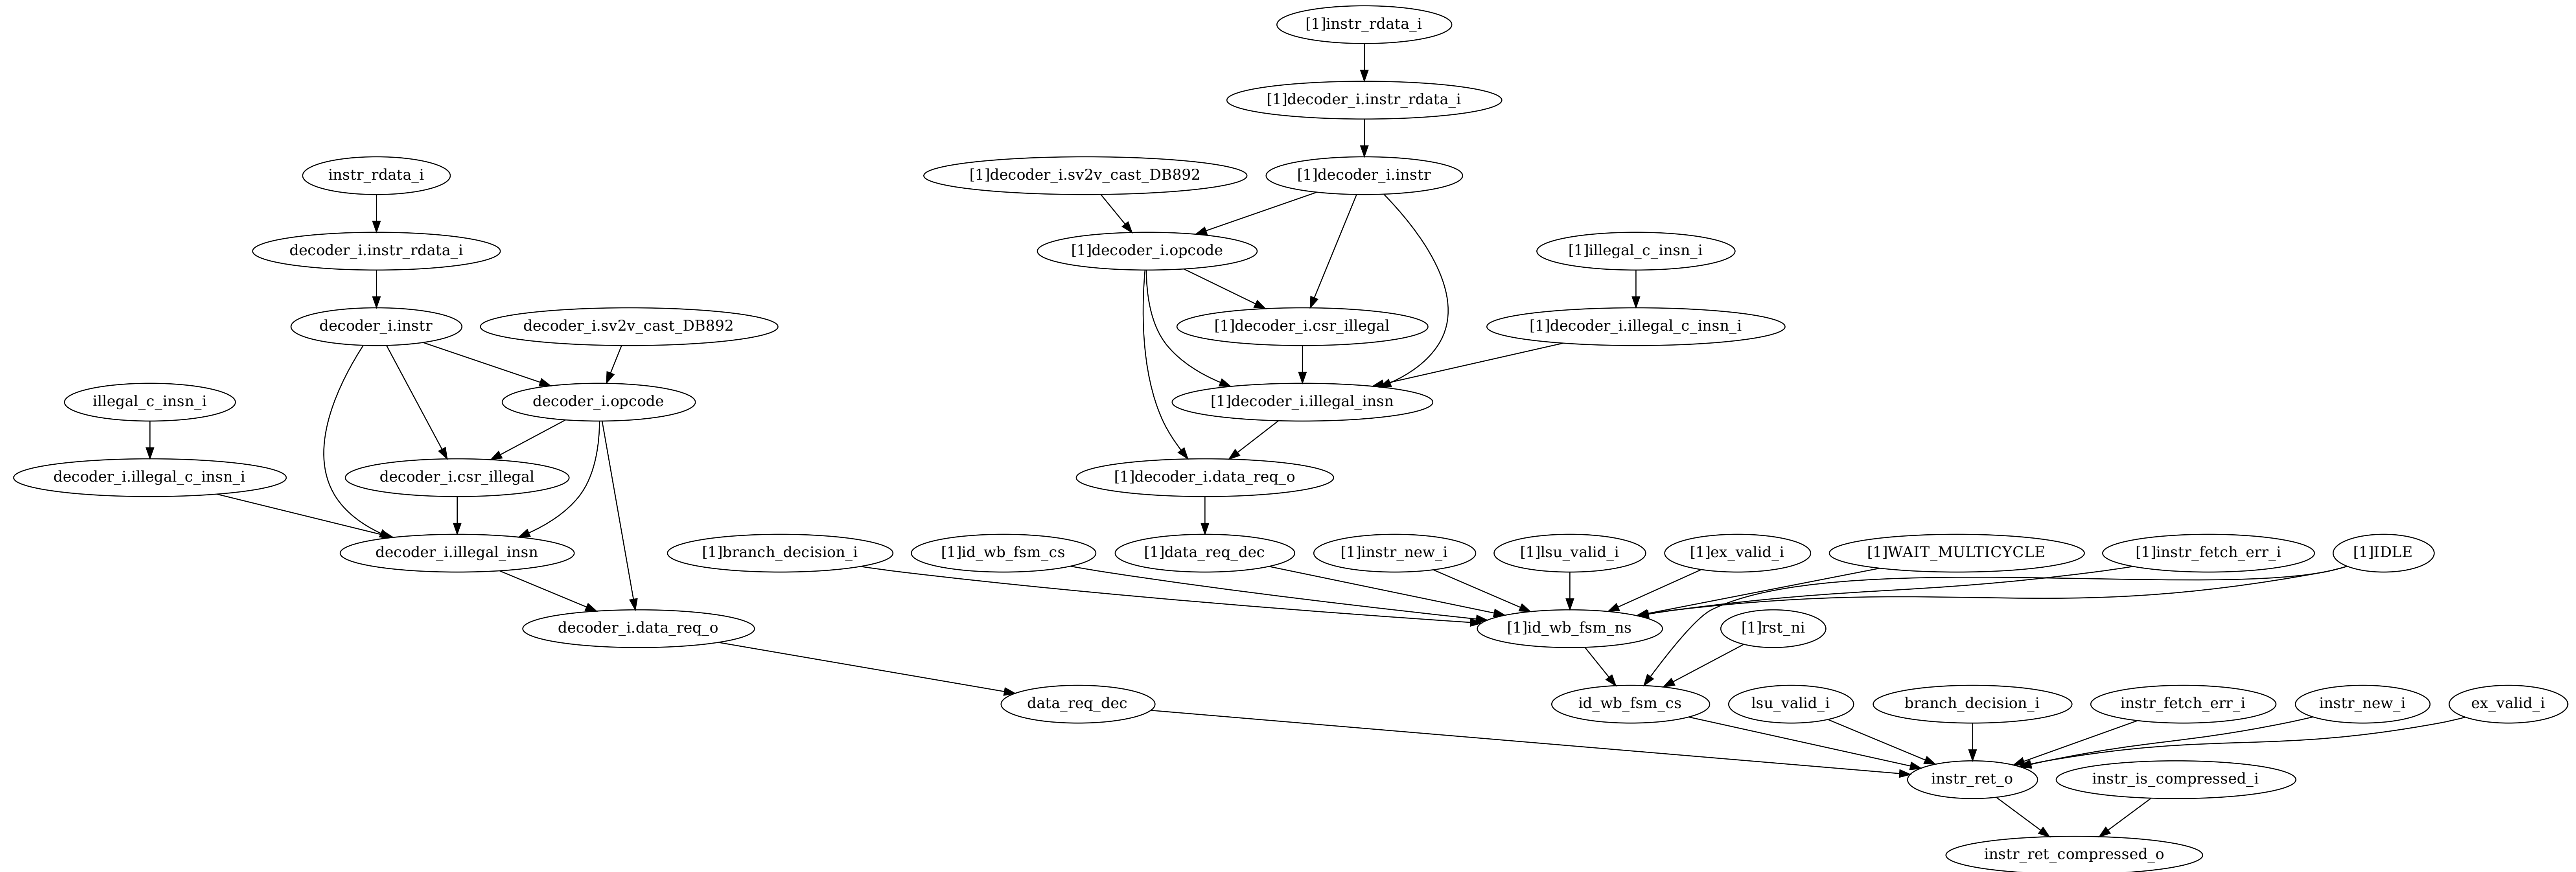 [1]instr_rdata_i
[1]decoder_i.instr_rdata_i
instr_rdata_i
[1]decoder_i.sv2v_cast_DB892
[1]decoder_i.instr
decoder_i.instr_rdata_i
[1]decoder_i.opcode
[1]illegal_c_insn_i
decoder_i.instr
decoder_i.sv2v_cast_DB892
[1]decoder_i.csr_illegal
[1]decoder_i.illegal_c_insn_i
illegal_c_insn_i
decoder_i.opcode
[1]decoder_i.illegal_insn
decoder_i.illegal_c_insn_i
decoder_i.csr_illegal
[1]decoder_i.data_req_o
decoder_i.illegal_insn
[1]branch_decision_i
[1]id_wb_fsm_cs
[1]data_req_dec
[1]instr_new_i
[1]lsu_valid_i
[1]ex_valid_i
[1]WAIT_MULTICYCLE
[1]instr_fetch_err_i
[1]IDLE
decoder_i.data_req_o
[1]id_wb_fsm_ns
[1]rst_ni
data_req_dec
id_wb_fsm_cs
lsu_valid_i
branch_decision_i
instr_fetch_err_i
instr_new_i
ex_valid_i
instr_ret_o
instr_is_compressed_i
instr_ret_compressed_o